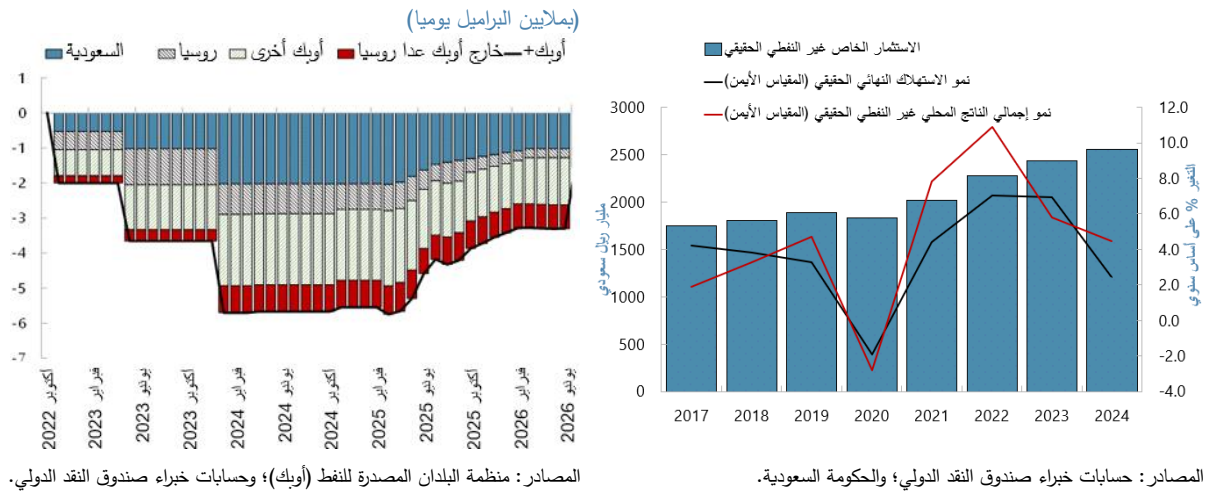 الاستثمار الخاص غير النفطي الحقيقي
نمو الاستهلاك النهائي الحقيقي (المقياس الأيمن)
نمو إجمالي الناتج المحلي غير النفطي الحقيقي (المقياس الأيمن)
3000
2500
2000
1500
1000
500
0
مليار ريال سعودي
12.0
10.0
8.0
6.0
4.0
2.0
0.0
-2.0
-4.0
التغير % على أساس سنوي
2017 2018 2019 2020 2021 2022 2023 2024
المصادر: حسابات خبراء صندوق النقد الدولي؛ والحكومة السعودية.
(بملايين البراميل يوميا)
أوبك+ خارج أوبك عدا روسيا أوبك أخرى روسيا السعودية
1
0
-1
-2
-3
-4
-5
-6
-7
أكتوبر 2022
فبراير 2023
يونيو 2023
أكتوبر 2023
فبراير 2024
يونيو 2024
أكتوبر 2024
فبراير 2025
يونيو 2025
أكتوبر 2025
فبراير 2026
يونيو 2026
المصادر: منظمة البلدان المصدرة للنفط (أوبك)؛ وحسابات خبراء صندوق النقد الدولي.